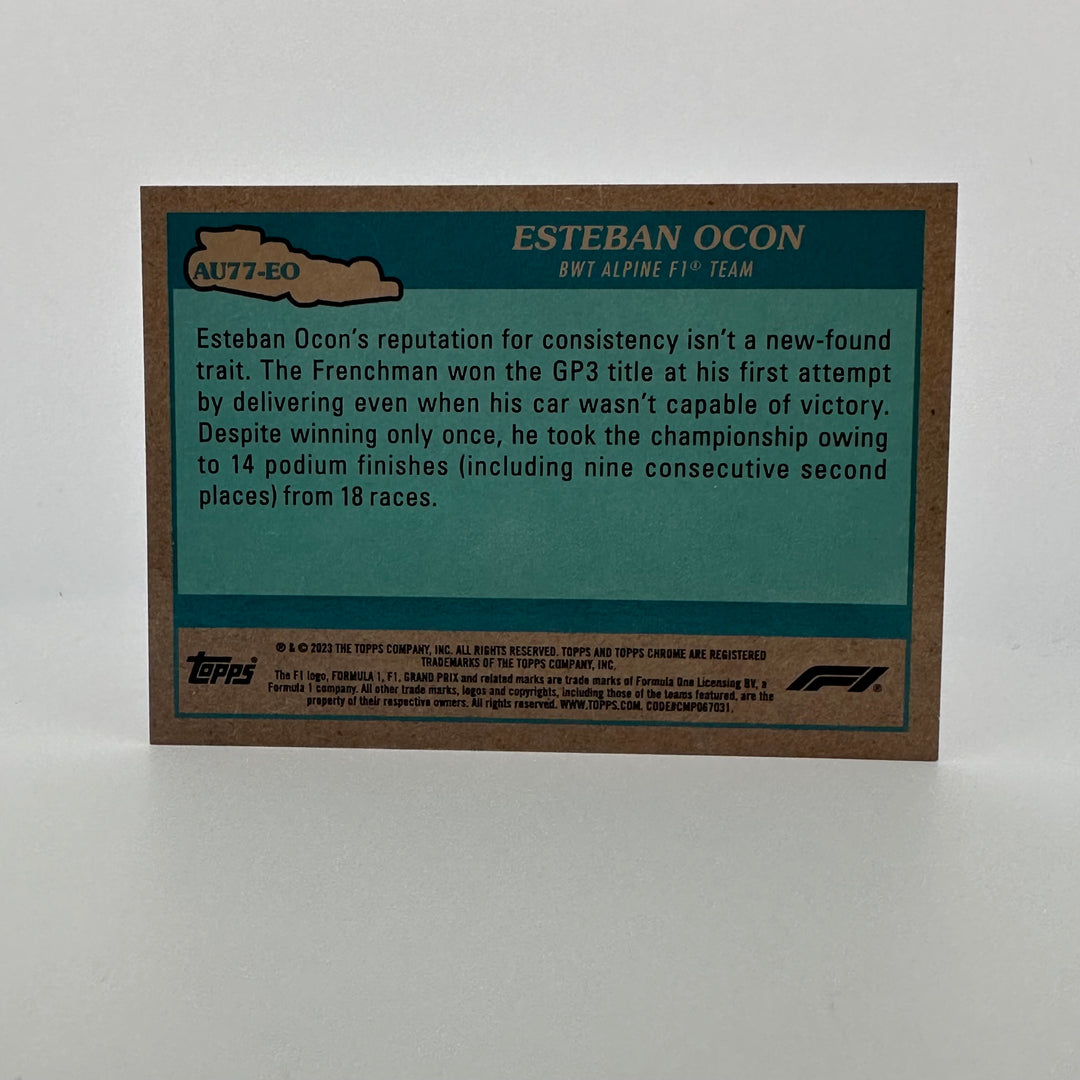 ESTEBAN OCON
AU77-EO
BWT ALPINE F1® TEAM
Esteban Ocon's reputation for consistency isn't a new-found
trait. The Frenchman won the GP3 title at his first attempt
by delivering even when his car wasn't capable of victory.
Despite winning only once, he took the championship owing
to 14 podium finishes (including nine consecutive second
places) from 18 races.
℗ & © 2023 THE TOPPS COMPANY, INC. ALL RIGHTS RESERVED. TOPPS AND TOPPS CHROME ARE REGISTERED
TRADEMARKS OF THE TOPPS COMPANY, INC.
topps®
The F1 logo, FORMULA 1, F1, GRAND PRIX and related marks are trade marks of Formula One Licensing BV, a
Formula 1 company. All other trade marks, logos and copyrights, including those of the teams featured, are the
property of their respective owners. All rights reserved. WWW.TOPPS.COM. CODE#CMP067031.
F1®